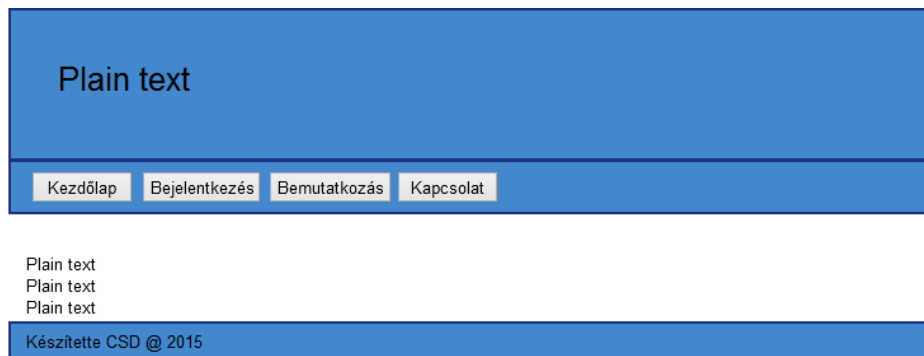 Plain text
Kezdőlap Bejelentkezés Bemutatkozás Kapcsolat
Plain text
Plain text
Plain text
Készítette CSD @ 2015